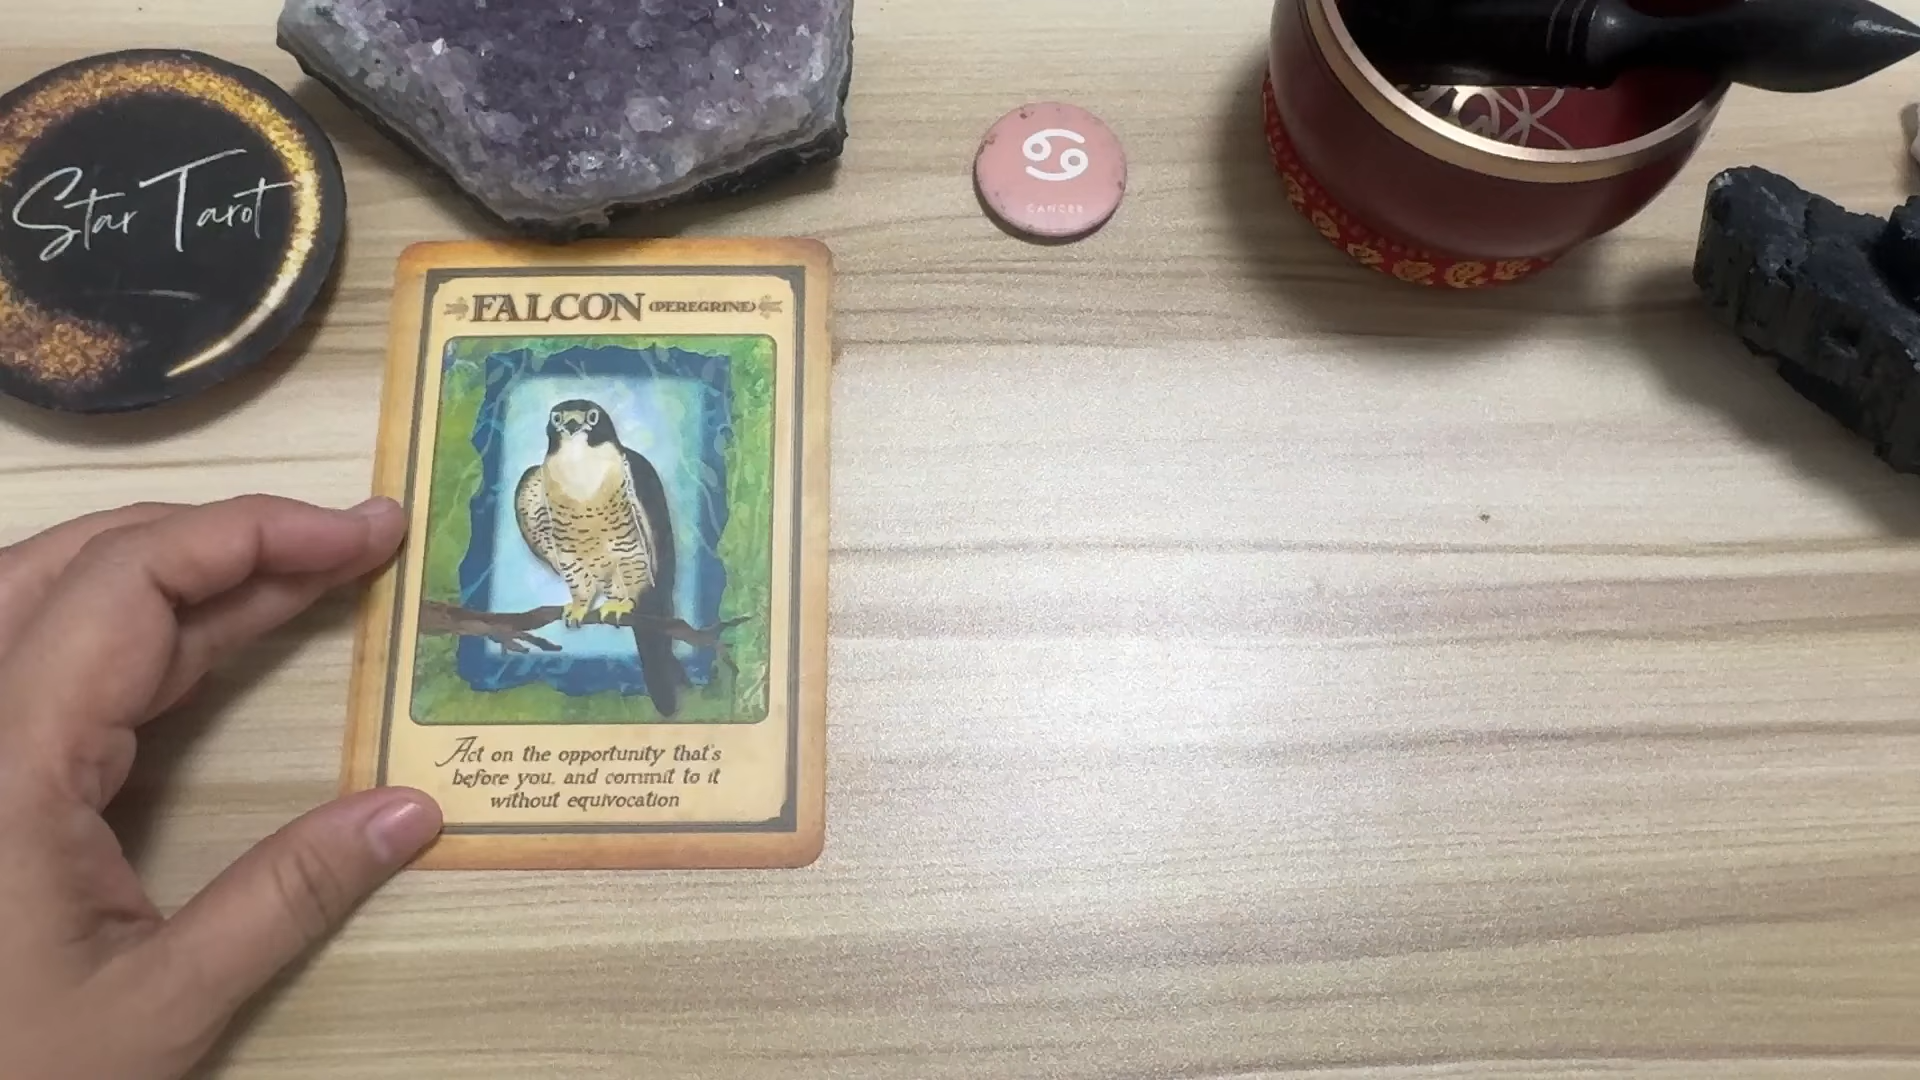 Star Tarot
CANCER
FALCON (PEREGRINE)
Act on the opportunity that's
before you, and commit to it
without equivocation